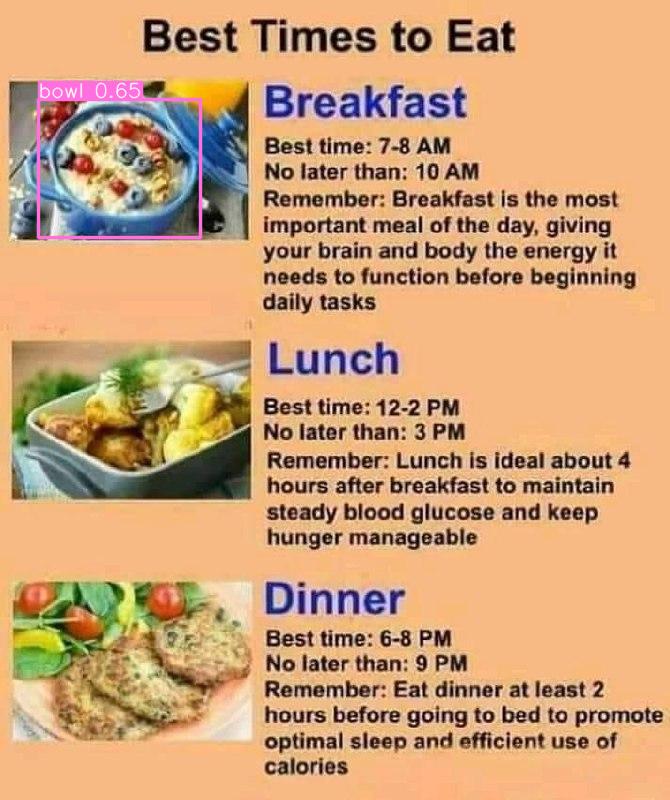 Best Times to Eat
bowl 0.65
Breakfast
Best time: 7-8 AM
No later than: 10 AM
Remember: Breakfast is the most
important meal of the day, giving
your brain and body the energy it
needs to function before beginning
daily tasks
Lunch
Best time: 12-2 PM
No later than: 3 PM
Remember: Lunch is ideal about 4
hours after breakfast to maintain
steady blood glucose and keep
hunger manageable
Dinner
Best time: 6-8 PM
No later than: 9 PM
Remember: Eat dinner at least 2
hours before going to bed to promote
optimal sleep and efficient use of
calories